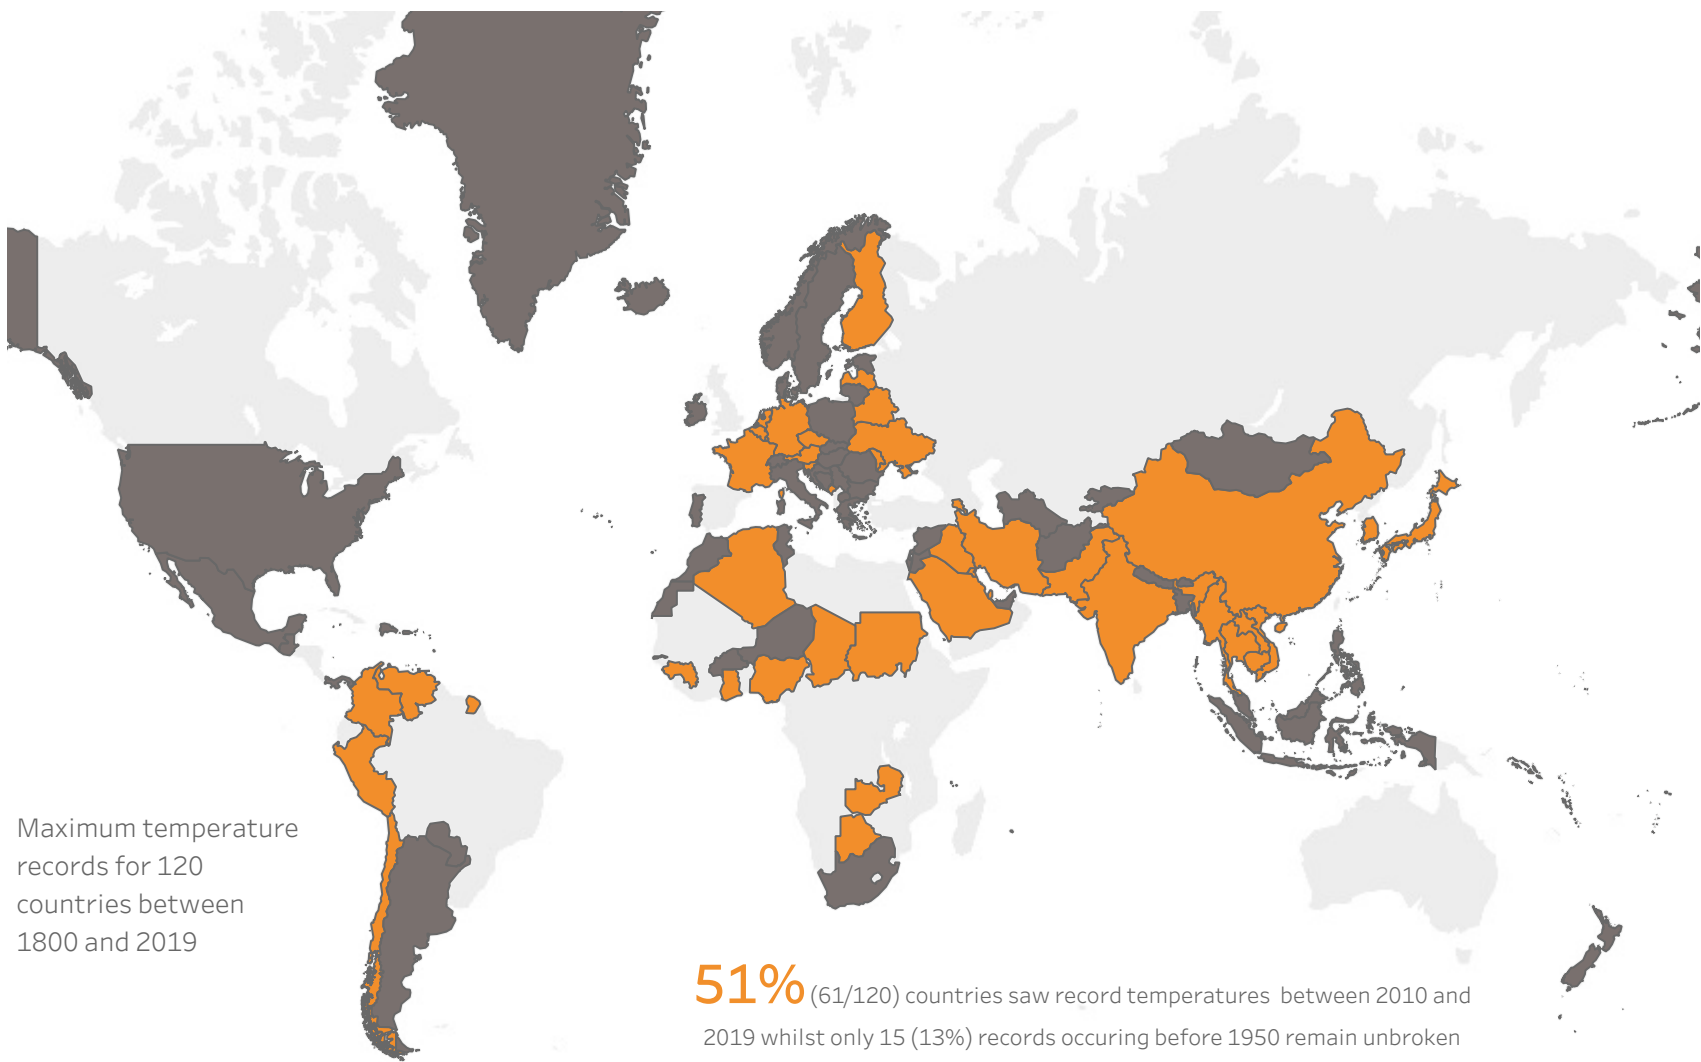 Maximum temperature
records for 120
countries between
1800 and 2019
51% (61/120) countries saw record temperatures between 2010 and
2019 whilst only 15 (13%) records occuring before 1950 remain unbroken